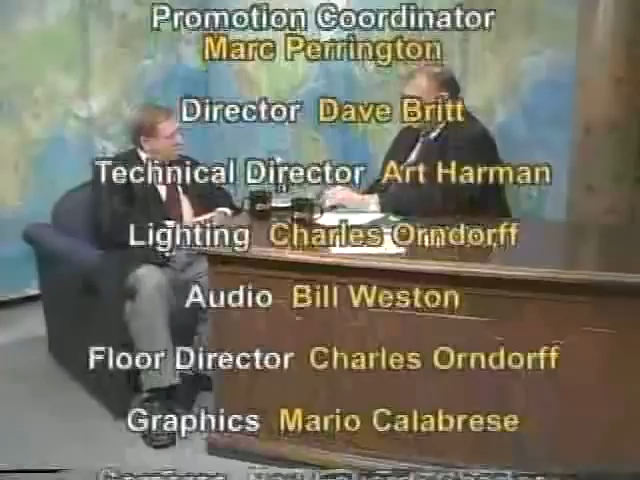 Promotion Coordinator
Marc Perrington
Director Dave Britt
Technical Director Art Harman
Lighting Charles Orndorff
Audio Bill Weston
Floor Director Charles Orndorff
Graphics Mario Calabrese